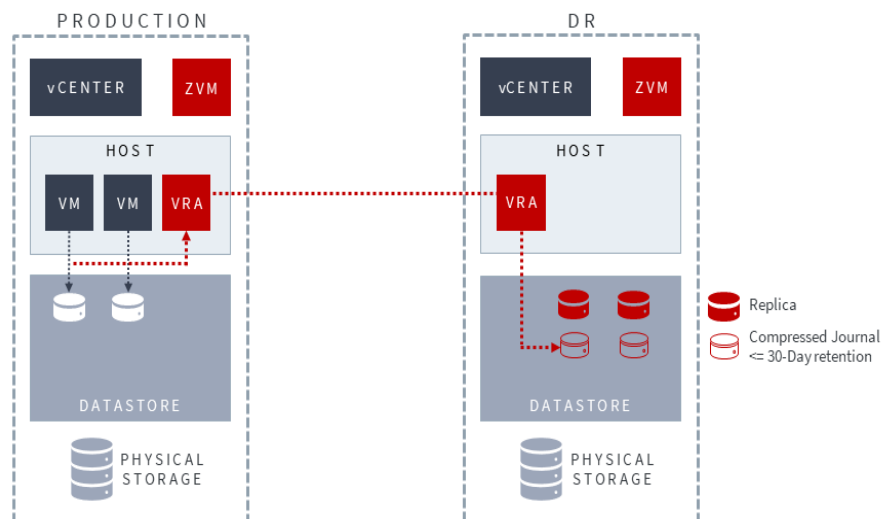 PRODUCTION
vCENTER
ZVM
HOST
VM
VM
VRA
DATASTORE
PHYSICAL
STORAGE
DR
vCENTER
ZVM
HOST
VRA
DATASTORE
PHYSICAL
STORAGE
Replica
Compressed Journal
<= 30-Day retention